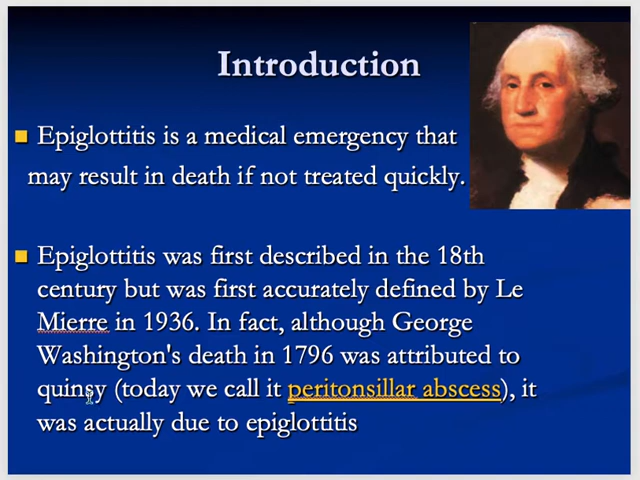 Introduction
Epiglottitis is a medical emergency that
may result in death if not treated quickly.
Epiglottitis was first described in the 18th
century but was first accurately defined by Le
Mierre in 1936. In fact, although George
Washington's death in 1796 was attributed to
quinsy (today we call it peritonsillar abscess), it
was actually due to epiglottitis